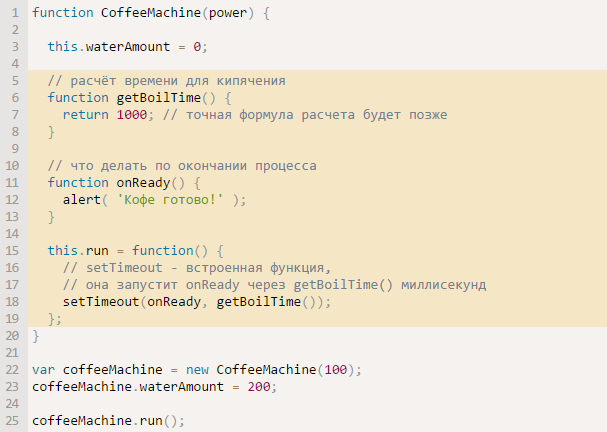 1 function CoffeeMachine(power) {
2
3   this.waterAmount = 0;
4
5   // расчёт времени для кипячения
6   function getBoilTime() {
7     return 1000; // точная формула расчета будет позже
8   }
9
10   // что делать по окончании процесса
11   function onReady() {
12     alert( 'Кофе готово!' );
13   }
14
15   this.run = function() {
16     // setTimeout - встроенная функция,
17     // она запустит onReady через getBoilTime() миллисекунд
18     setTimeout(onReady, getBoilTime());
19   };
20 }
21
22 var coffeeMachine = new CoffeeMachine(100);
23 coffeeMachine.waterAmount = 200;
24
25 coffeeMachine.run();